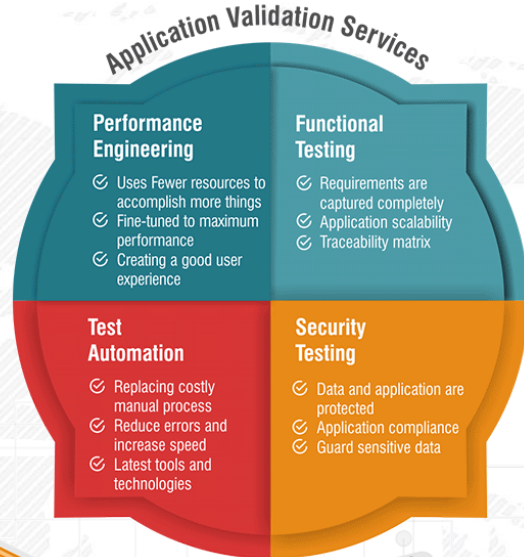 Application Validation Services
Performance
Engineering
Uses Fewer resources to
accomplish more things
Fine-tuned to maximum
performance
Creating a good user
experience
Functional
Testing
Requirements are
captured completely
Application scalability
Traceability matrix
Test
Automation
Replacing costly
manual process
Reduce errors and
increase speed
Latest tools and
technologies
Security
Testing
Data and application are
protected
Application compliance
Guard sensitive data